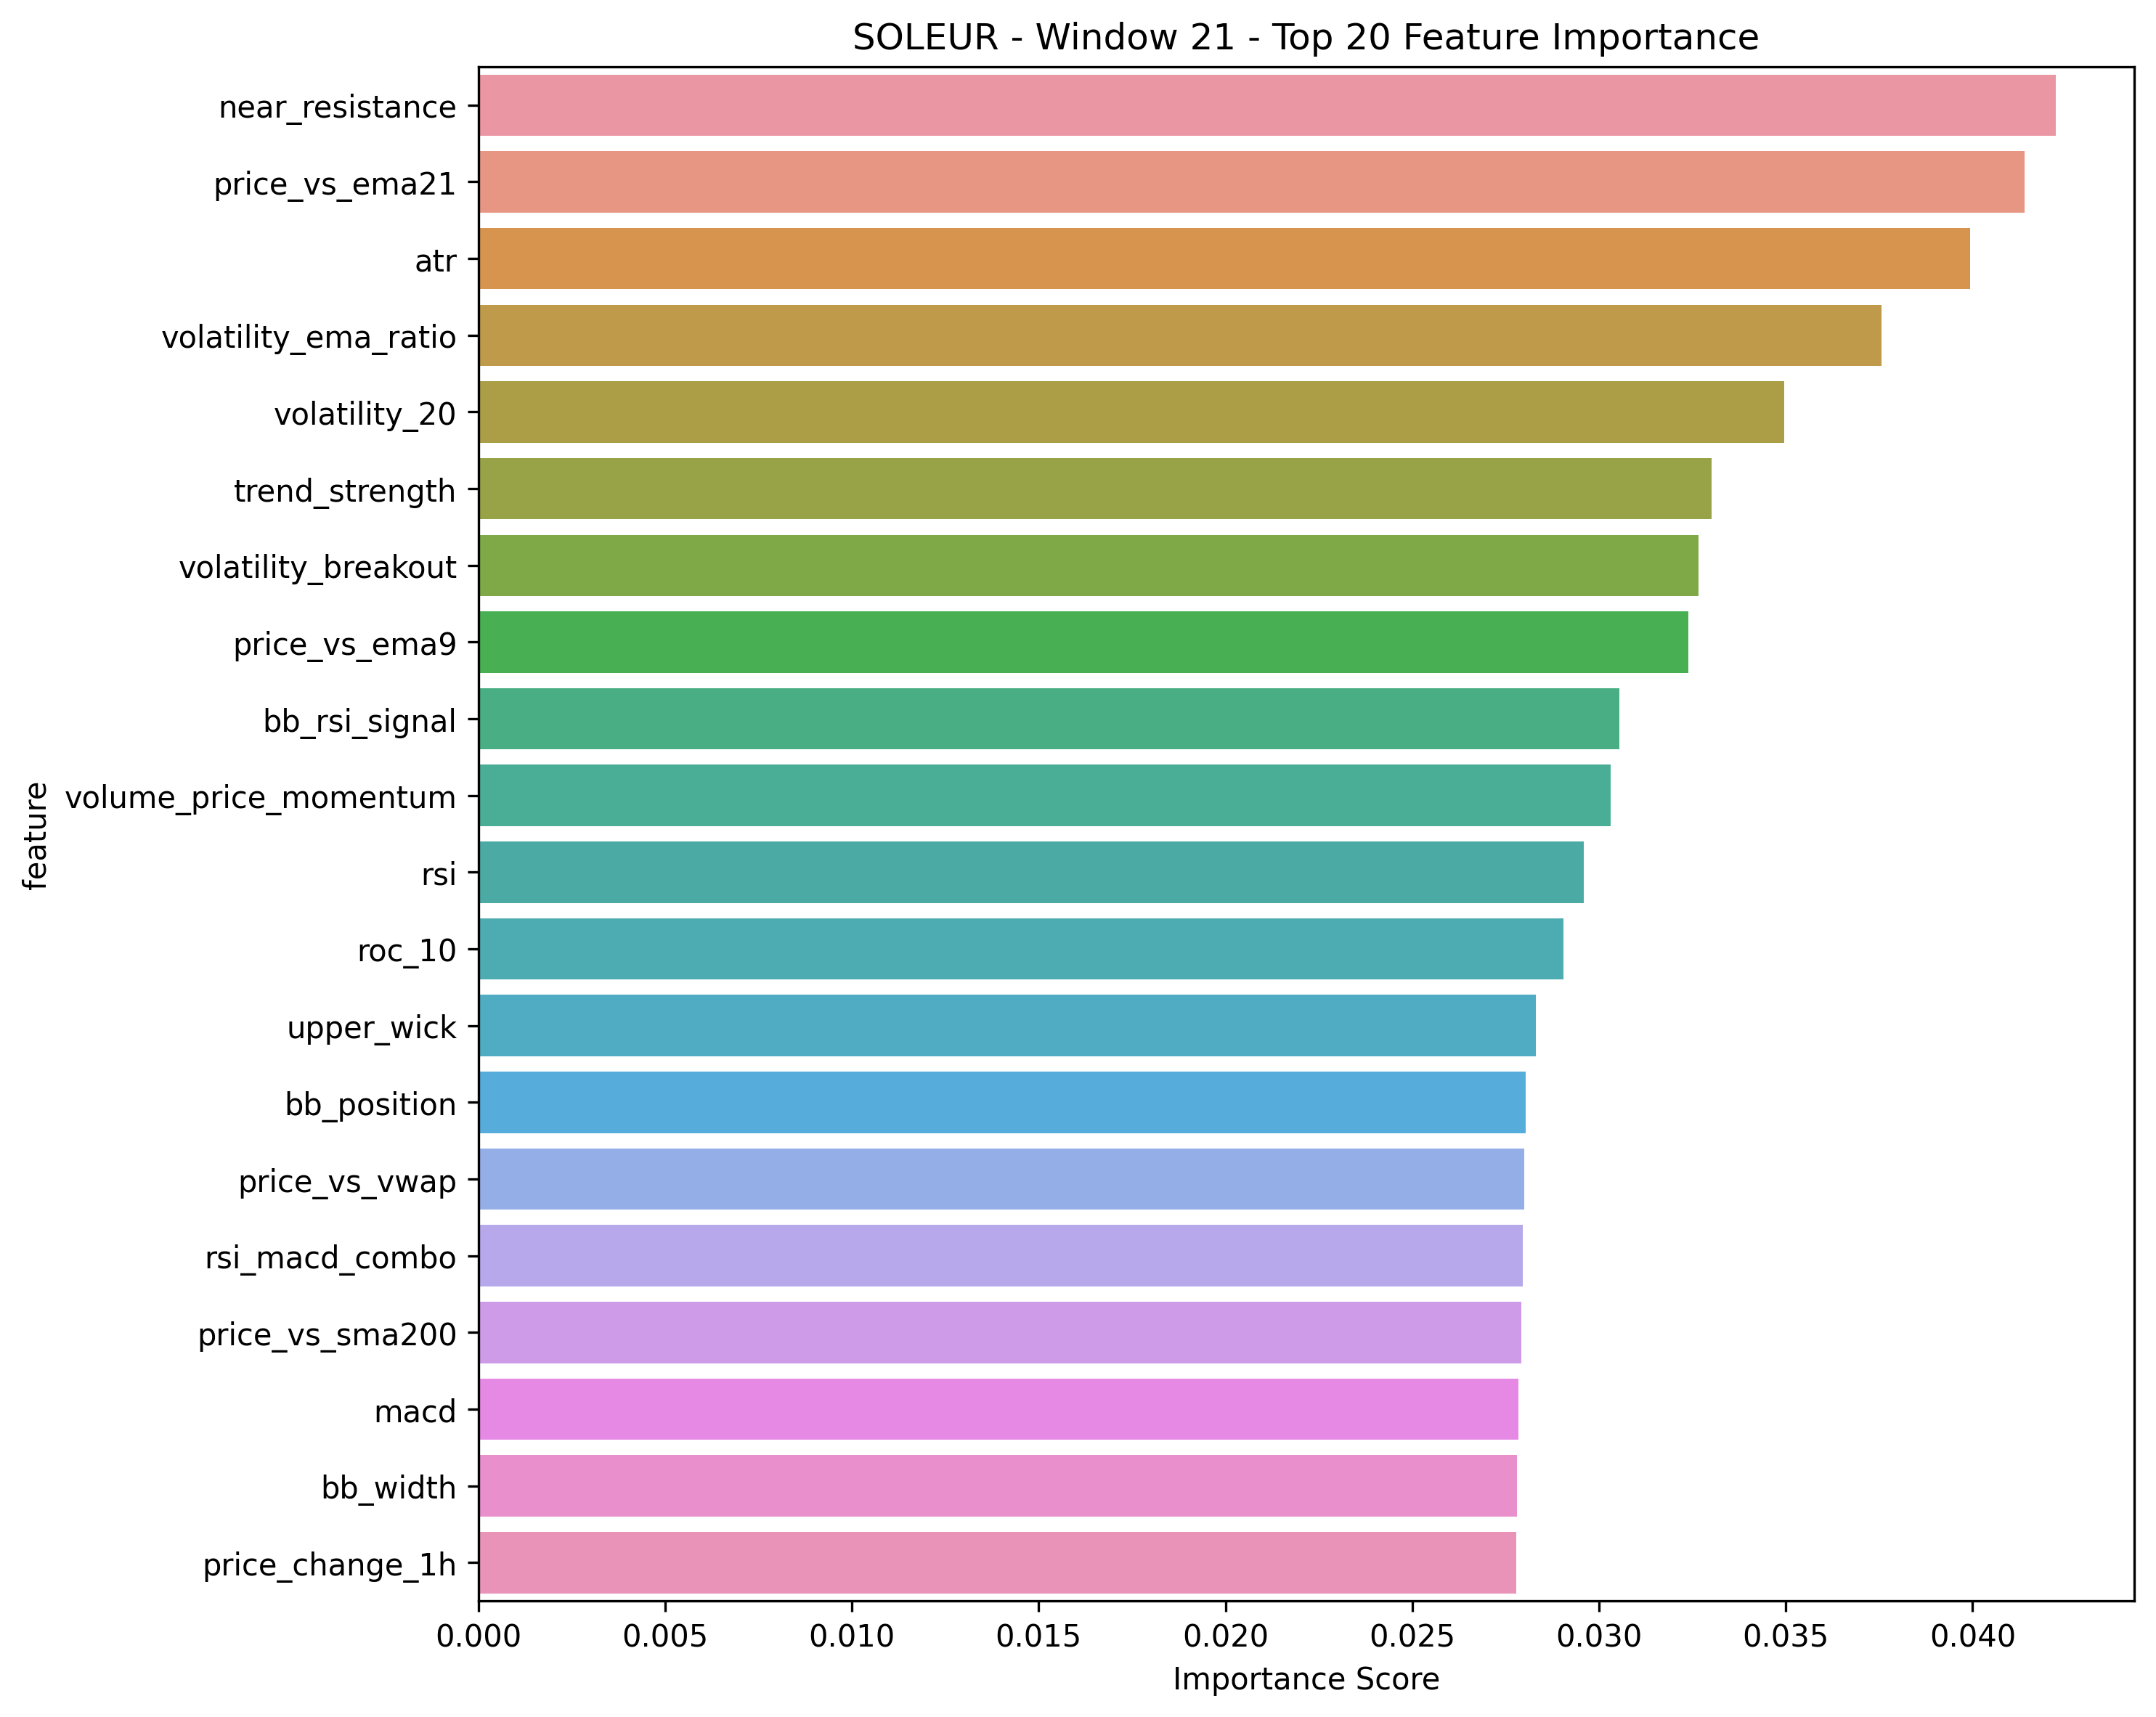 SOLEUR - Window 21 - Top 20 Feature Importance
near_resistance
price_vs_ema21
atr
volatility_ema_ratio
volatility_20
trend_strength
volatility_breakout
price_vs_ema9
bb_rsi_signal
volume_price_momentum
rsi
roc_10
upper_wick
bb_position
price_vs_vwap
rsi_macd_combo
price_vs_sma200
macd
bb_width
price_change_1h
feature
0.000 0.005 0.010 0.015 0.020 0.025 0.030 0.035 0.040
Importance Score